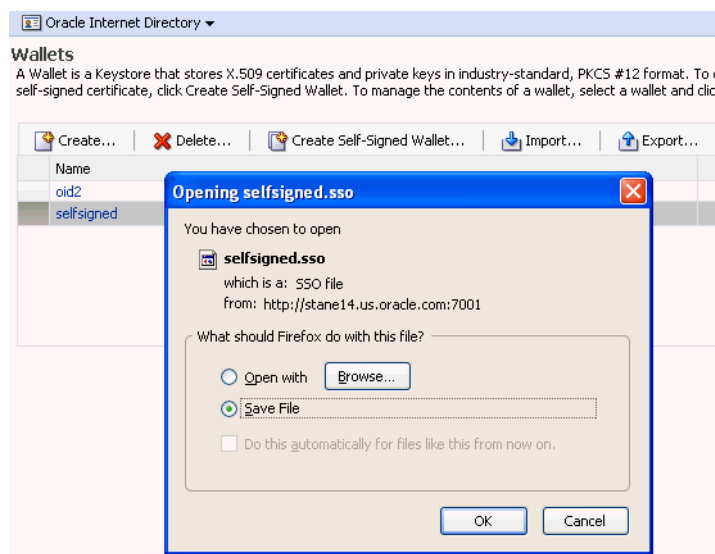 Oracle Internet Directory
Wallets
A Wallet is a Keystore that stores X.509 certificates and private keys in industry-standard, PKCS #12 format. To
self-signed certificate, click Create Self-Signed Wallet. To manage the contents of a wallet, select a wallet and
Create... Delete... Create Self-Signed Wallet... Import... Export...
Name
oid2
selfsigned
Opening selfsigned.sso
You have chosen to open
selfsigned.sso
which is a: SSO file
from: http://stane14.us.oracle.com:7001
What should Firefox do with this file?
Open with Browse...
Save File
Do this automatically for files like this from now on.
OK Cancel